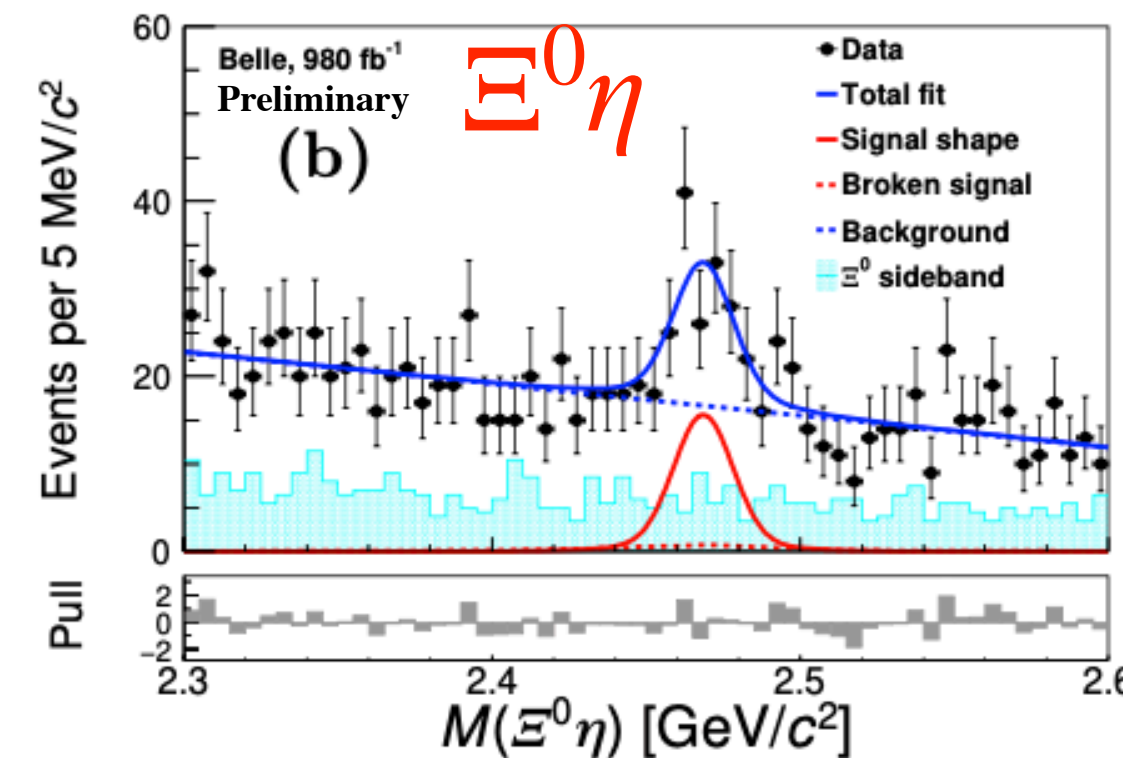 60
40
20
0
Events per 5 MeV/c²
Belle, 980 fb⁻¹
Preliminary
(b)
Ξ⁰η
Data
Total fit
Signal shape
Broken signal
Background
Ξ⁰ sideband
Pull
2
0
−2
2.3 2.4 2.5 2.6
M(Ξ⁰η) [GeV/c²]